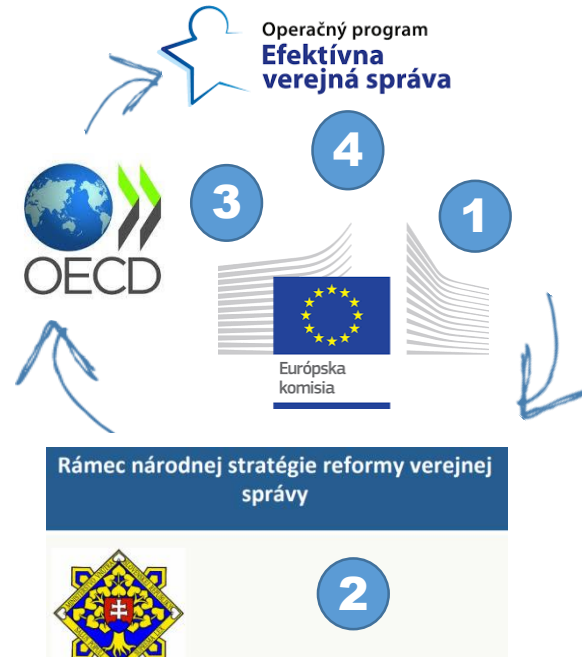 Operačný program
Efektívna
verejná správa
4
3
1
OECD
Európska
komisia
Rámec národnej stratégie reformy verejnej
správy
2